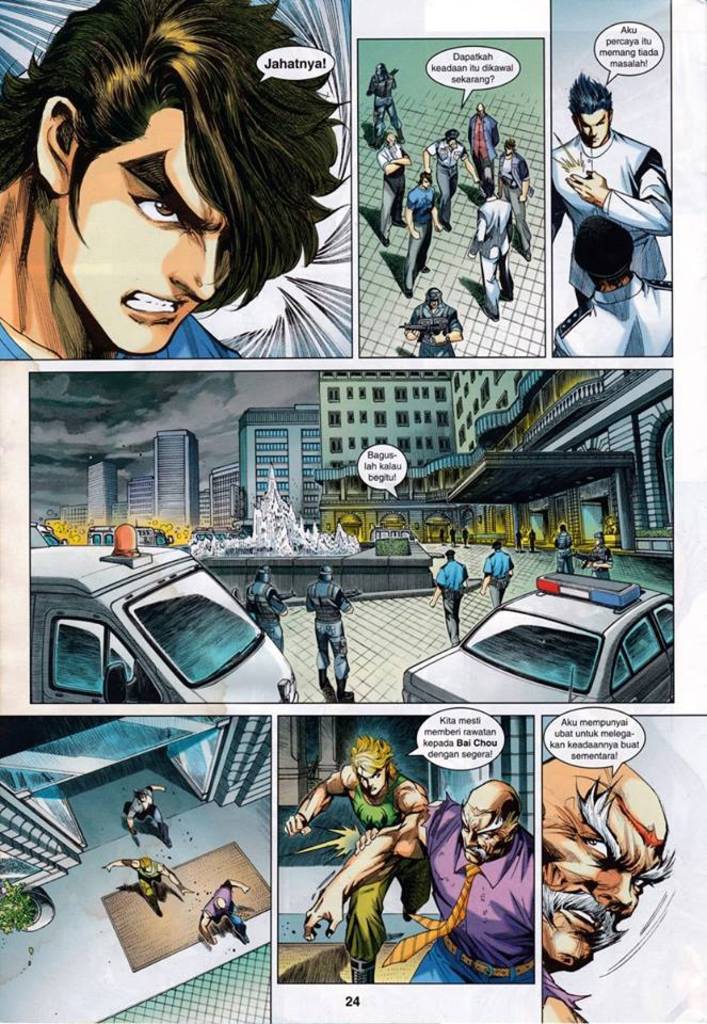 Jahatnya!
Dapatkah
keadaan itu dikawal
sekarang?
Aku
percaya itu
memang tiada
masalah!
Bagus-
lah kalau
begitu!
Kita mesti
memberi rawatan
kepada Bai Chou
dengan segera!
Aku mempunyai
ubat untuk melega-
kan keadaannya buat
sementara!
24